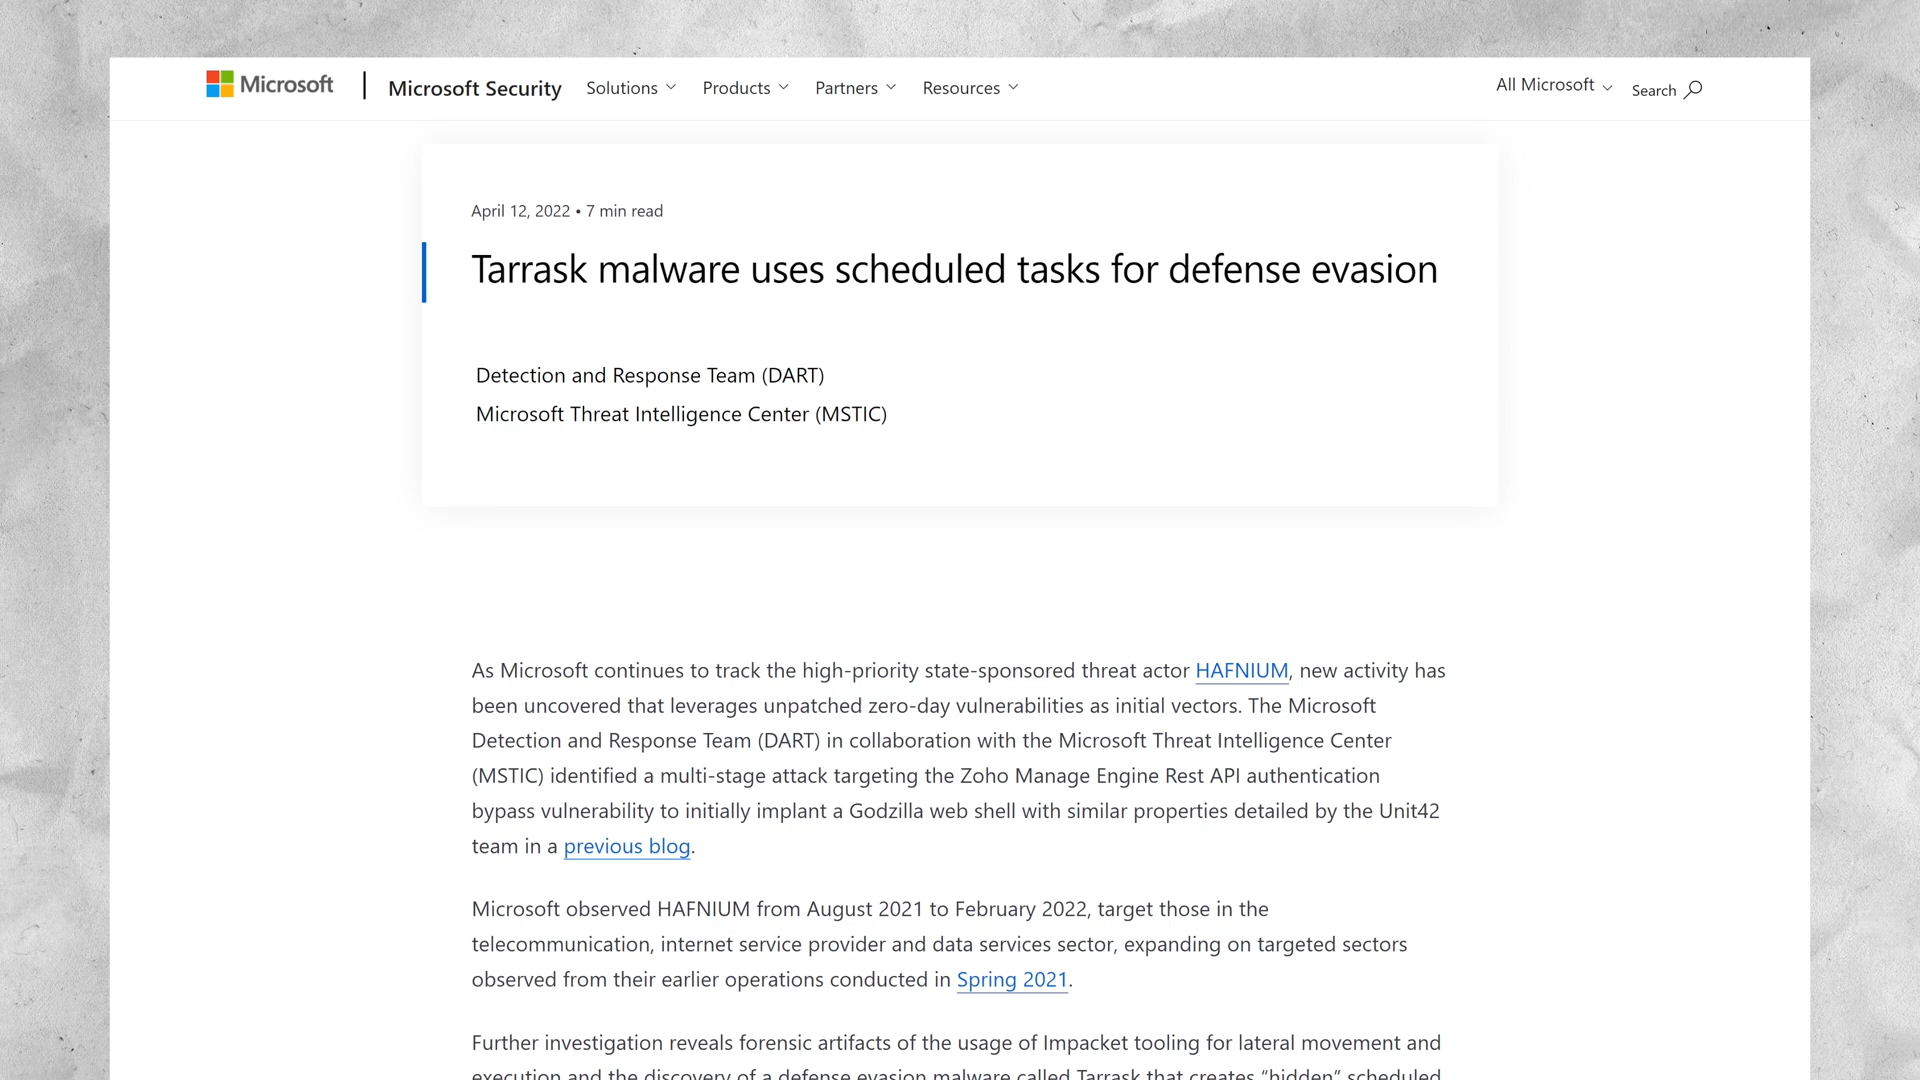 Microsoft | Microsoft Security Solutions Products Partners Resources All Microsoft Search
April 12, 2022 • 7 min read
Tarrask malware uses scheduled tasks for defense evasion
Detection and Response Team (DART)
Microsoft Threat Intelligence Center (MSTIC)
As Microsoft continues to track the high-priority state-sponsored threat actor HAFNIUM, new activity has
been uncovered that leverages unpatched zero-day vulnerabilities as initial vectors. The Microsoft
Detection and Response Team (DART) in collaboration with the Microsoft Threat Intelligence Center
(MSTIC) identified a multi-stage attack targeting the Zoho Manage Engine Rest API authentication
bypass vulnerability to initially implant a Godzilla web shell with similar properties detailed by the Unit42
team in a previous blog.
Microsoft observed HAFNIUM from August 2021 to February 2022, target those in the
telecommunication, internet service provider and data services sector, expanding on targeted sectors
observed from their earlier operations conducted in Spring 2021.
Further investigation reveals forensic artifacts of the usage of Impacket tooling for lateral movement and
execution and the discovery of a defense evasion malware called Tarrask that creates “hidden” scheduled